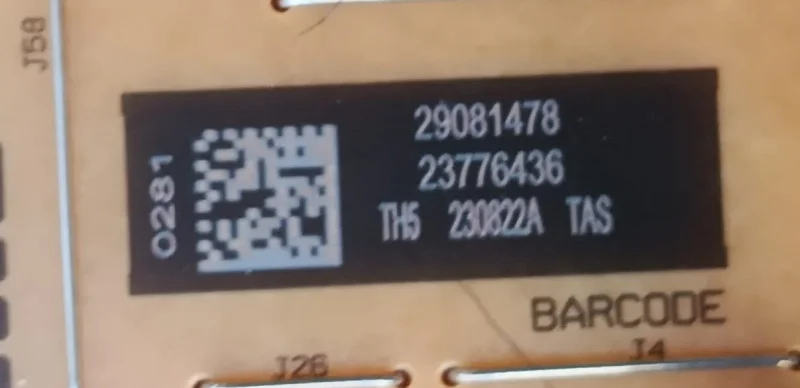 J58
0281
29081478
23776436
TH5 230822A TAS
BARCODE
J26
J4